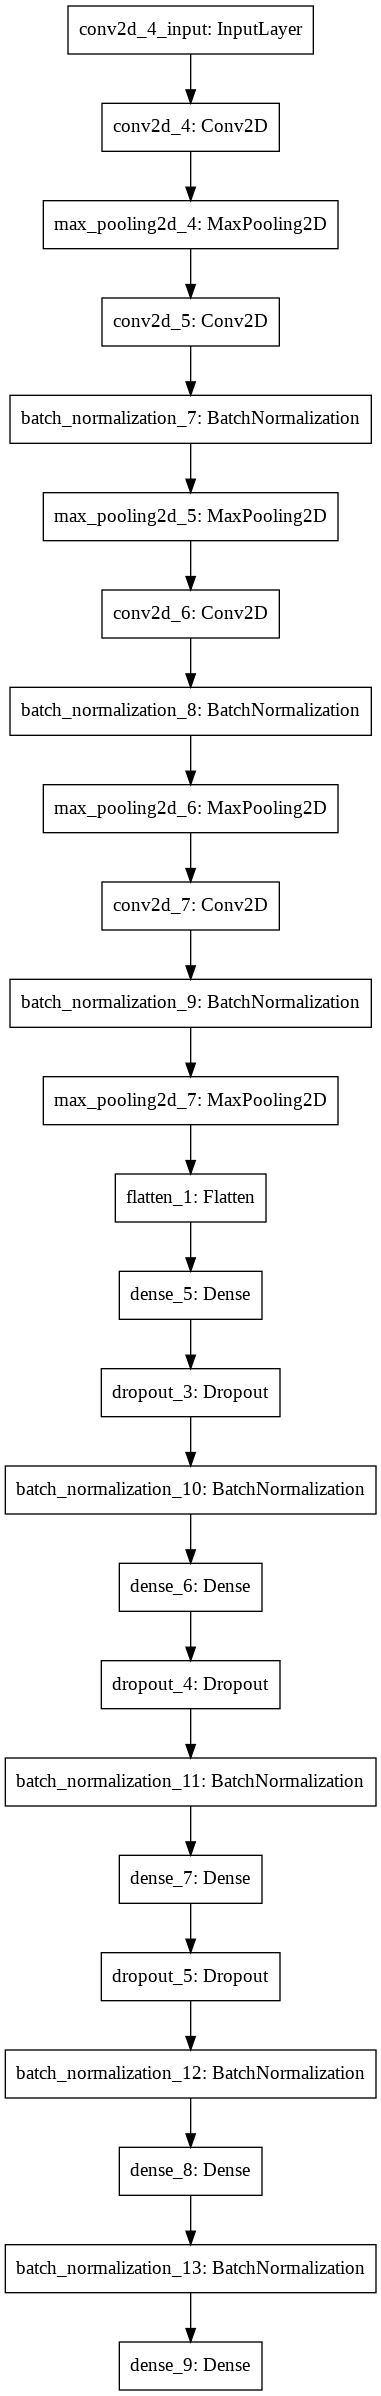 conv2d_4_input: InputLayer
conv2d_4: Conv2D
max_pooling2d_4: MaxPooling2D
conv2d_5: Conv2D
batch_normalization_7: BatchNormalization
max_pooling2d_5: MaxPooling2D
conv2d_6: Conv2D
batch_normalization_8: BatchNormalization
max_pooling2d_6: MaxPooling2D
conv2d_7: Conv2D
batch_normalization_9: BatchNormalization
max_pooling2d_7: MaxPooling2D
flatten_1: Flatten
dense_5: Dense
dropout_3: Dropout
batch_normalization_10: BatchNormalization
dense_6: Dense
dropout_4: Dropout
batch_normalization_11: BatchNormalization
dense_7: Dense
dropout_5: Dropout
batch_normalization_12: BatchNormalization
dense_8: Dense
batch_normalization_13: BatchNormalization
dense_9: Dense